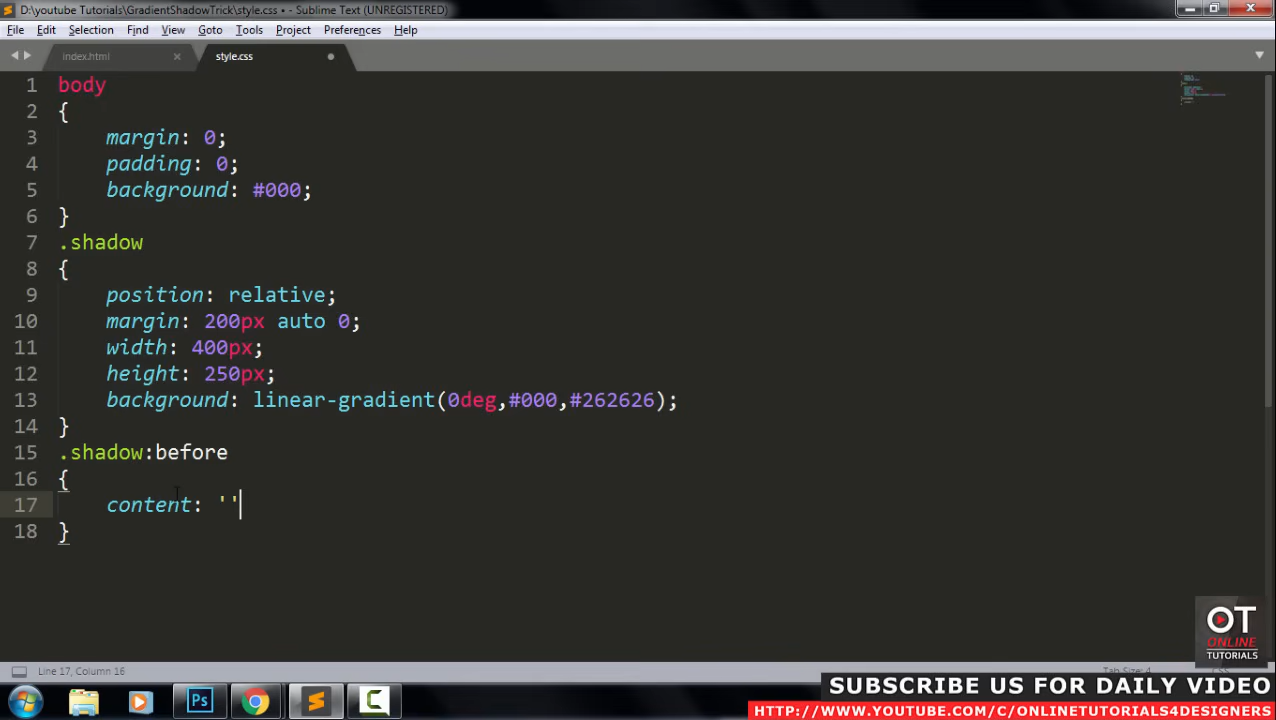 D:\youtube Tutorials\GradientShadowTrick\style.css • - Sublime Text (UNREGISTERED)
File Edit Selection Find View Goto Tools Project Preferences Help
index.html × style.css
1 body
2 {
3 margin: 0;
4 padding: 0;
5 background: #000;
6 }
7 .shadow
8 {
9 position: relative;
10 margin: 200px auto 0;
11 width: 400px;
12 height: 250px;
13 background: linear-gradient(0deg,#000,#262626);
14 }
15 .shadow:before
16 {
17 content: ''
18 }
OT
ONLINE
TUTORIALS
Line 17, Column 16
SUBSCRIBE US FOR DAILY VIDEO
Ps
HTTP://WWW.YOUTUBE.COM/C/ONLINETUTORIALS4DESIGNERS